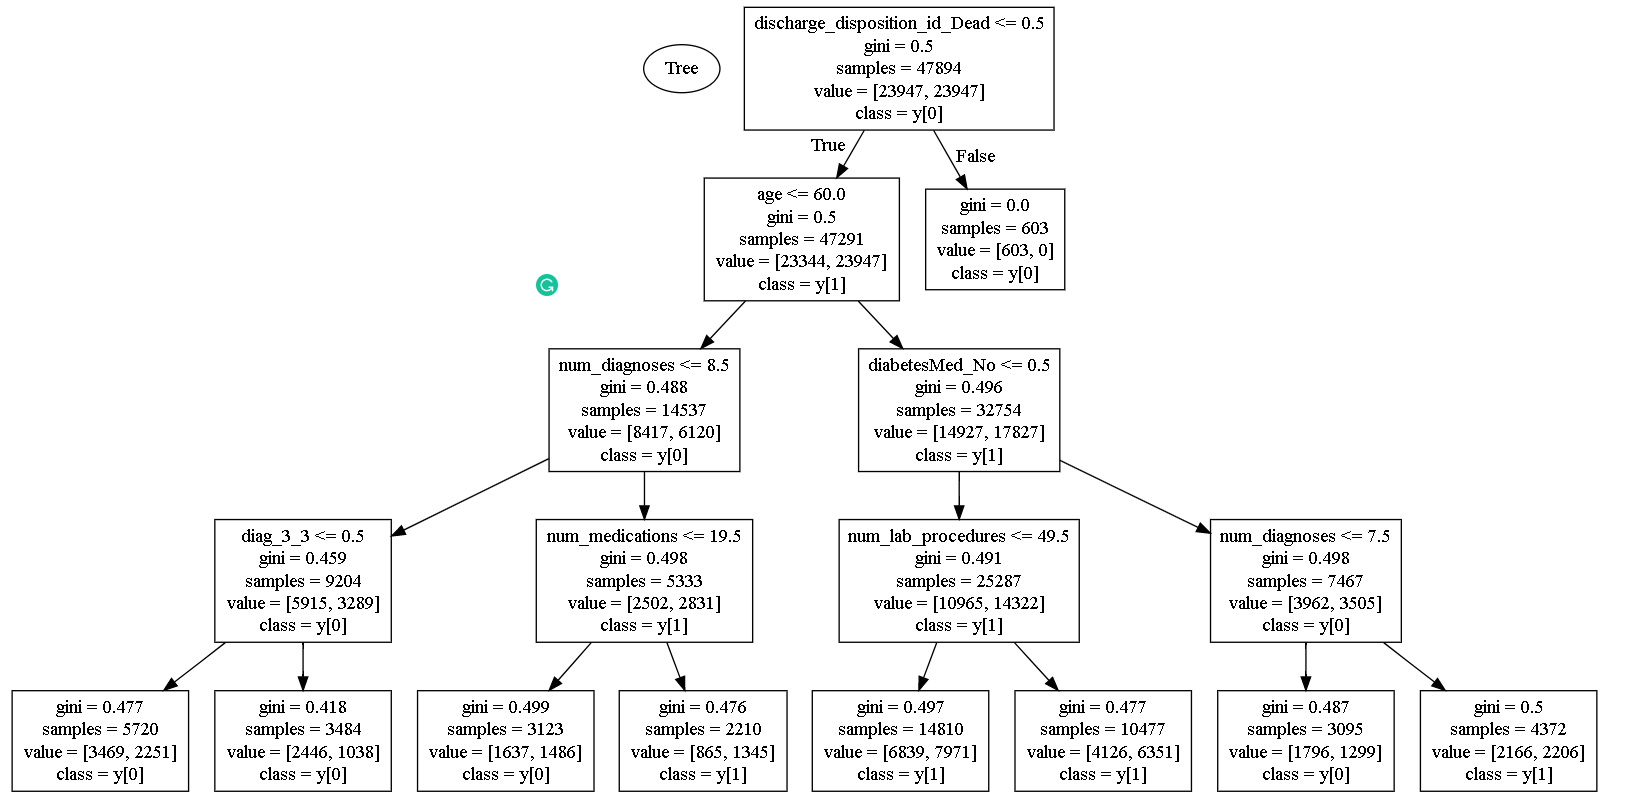 discharge_disposition_id_Dead <= 0.5
gini = 0.5
samples = 47894
value = [23947, 23947]
class = y[0]
Tree
True
False
age <= 60.0
gini = 0.5
samples = 47291
value = [23344, 23947]
class = y[1]
gini = 0.0
samples = 603
value = [603, 0]
class = y[0]
num_diagnoses <= 8.5
gini = 0.488
samples = 14537
value = [8417, 6120]
class = y[0]
diabetesMed_No <= 0.5
gini = 0.496
samples = 32754
value = [14927, 17827]
class = y[1]
diag_3_3 <= 0.5
gini = 0.459
samples = 9204
value = [5915, 3289]
class = y[0]
num_medications <= 19.5
gini = 0.498
samples = 5333
value = [2502, 2831]
class = y[1]
num_lab_procedures <= 49.5
gini = 0.491
samples = 25287
value = [10965, 14322]
class = y[1]
num_diagnoses <= 7.5
gini = 0.498
samples = 7467
value = [3962, 3505]
class = y[0]
gini = 0.477
samples = 5720
value = [3469, 2251]
class = y[0]
gini = 0.418
samples = 3484
value = [2446, 1038]
class = y[0]
gini = 0.499
samples = 3123
value = [1637, 1486]
class = y[0]
gini = 0.476
samples = 2210
value = [865, 1345]
class = y[1]
gini = 0.497
samples = 14810
value = [6839, 7971]
class = y[1]
gini = 0.477
samples = 10477
value = [4126, 6351]
class = y[1]
gini = 0.487
samples = 3095
value = [1796, 1299]
class = y[0]
gini = 0.5
samples = 4372
value = [2166, 2206]
class = y[1]